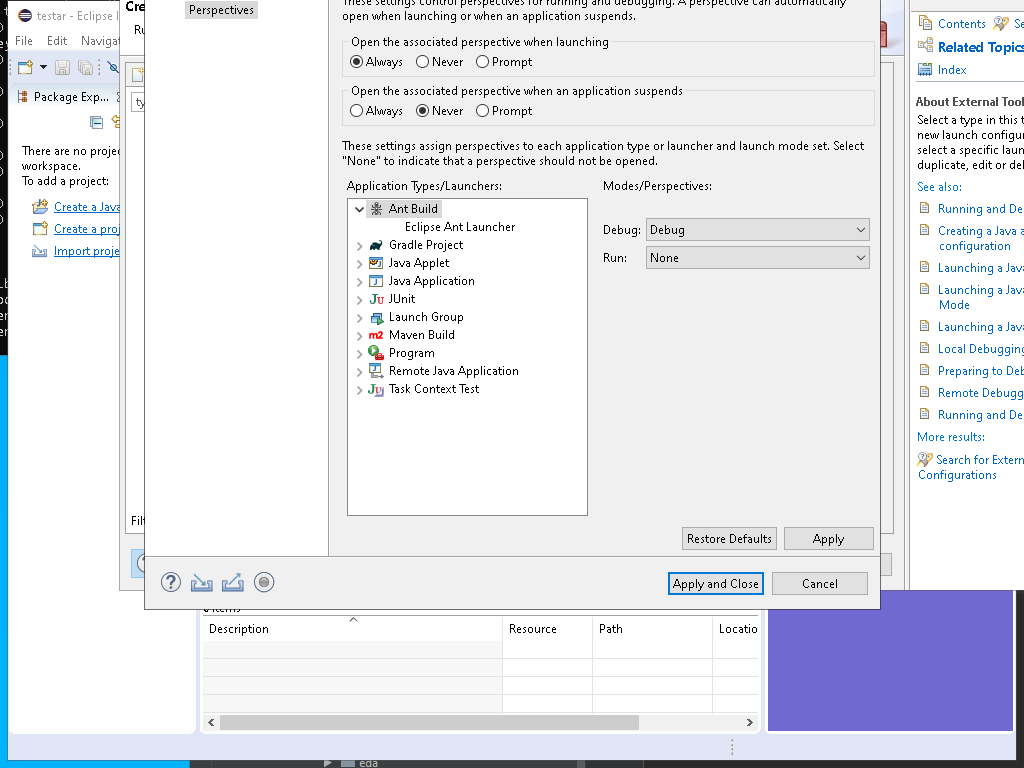 testar - Eclipse I
File Edit Navigat
Package Exp...
There are no proje
workspace.
To add a project:
Create a Java
Create a proj
Import proje
Cre
Ru
ty
Filt
Perspectives
These settings control perspectives for running and debugging. A perspective can automatically
open when launching or when an application suspends.
Open the associated perspective when launching
Always Never Prompt
Open the associated perspective when an application suspends
Always Never Prompt
These settings assign perspectives to each application type or launcher and launch mode set. Select
"None" to indicate that a perspective should not be opened.
Application Types/Launchers:
Modes/Perspectives:
Ant Build
Eclipse Ant Launcher
Gradle Project
Java Applet
Java Application
JUnit
Launch Group
Maven Build
Program
Remote Java Application
Task Context Test
Debug: Debug
Run: None
Restore Defaults Apply
Apply and Close Cancel
Description Resource Path Locatio
eda
Contents Se
Related Topics
Index
About External Tool
Select a type in this t
new launch configu
select a specific laun
duplicate, edit or del
See also:
Running and De
Creating a Java a
configuration
Launching a Java
Launching a Java
Mode
Launching a Java
Local Debugging
Preparing to Deb
Remote Debugg
Running and De
More results:
Search for Extern
Configurations